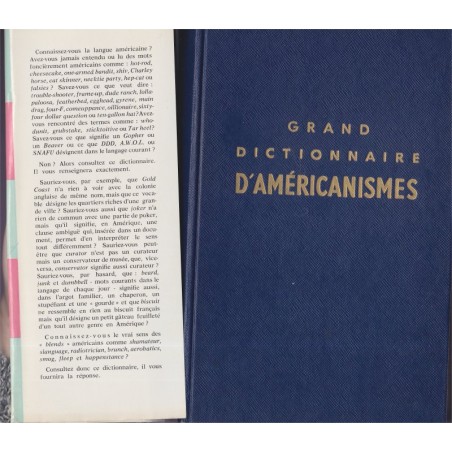 Connaissez-vous la langue américaine ?
Avez-vous jamais entendu ou lu des mots
foncièrement américains comme : hot-rod,
cheesecake, one-armed bandit, shiv, Charley
horse, cat skinner, necktie party, hep-cat ou
falsies ? Savez-vous ce que veut dire :
trouble-shooter, frame-up, dude ranch, lolla-
paloosa, featherbed, egghead, gyrene, main
drag, four-F, comeuppance, oillionaire, sixty-
four dollar question ou ten-gallon hat ? Avez-
vous rencontré des termes comme : who-
dunit, grubstake, sticktoitive ou Tar heel ?
Savez-vous ce que signifie un Gopher ou
un Beaver ou ce que DDD, A.W.O.L. ou
SNAFU désignent dans le langage courant ?
Non ? Alors consultez ce dictionnaire.
Il vous renseignera exactement.
Sauriez-vous, par exemple, que Gold
Coast n'a rien à voir avec la colonie
anglaise de même nom, mais que ce voca-
ble désigne les quartiers riches d'une gran-
de ville ? Sauriez-vous aussi que joker n'a
rien de commun avec une partie de poker,
mais qu'il signifie, en Amérique, une
clause ambiguë qui, insérée dans un docu-
ment, permet d'en interpréter le sens
tout différemment ? Sauriez-vous peut-
être que curator n'est pas un curateur
mais un conservateur de musée, que, vice-
versa, conservator signifie aussi curateur ?
Sauriez-vous, par hasard, que : beard,
junk et dumbbell - mots courants dans le
langage de chaque jour - signifie aussi,
dans l'argot familier, un chaperon, un
stupéfiant et une « gourde » et que biscuit
ne ressemble en rien au biscuit français
mais qu'il désigne un petit gâteau feuilleté
d'un tout autre genre en Amérique ?
Connaissez-vous le vrai sens des
« blends » américains comme shamateur,
slanguage, radiotrician, brunch, aerobatics,
smog, fleep et happenstance ?
Consultez donc ce dictionnaire, il vous
fournira la réponse.
GRAND
DICTIONNAIRE
D'AMÉRICANISMES